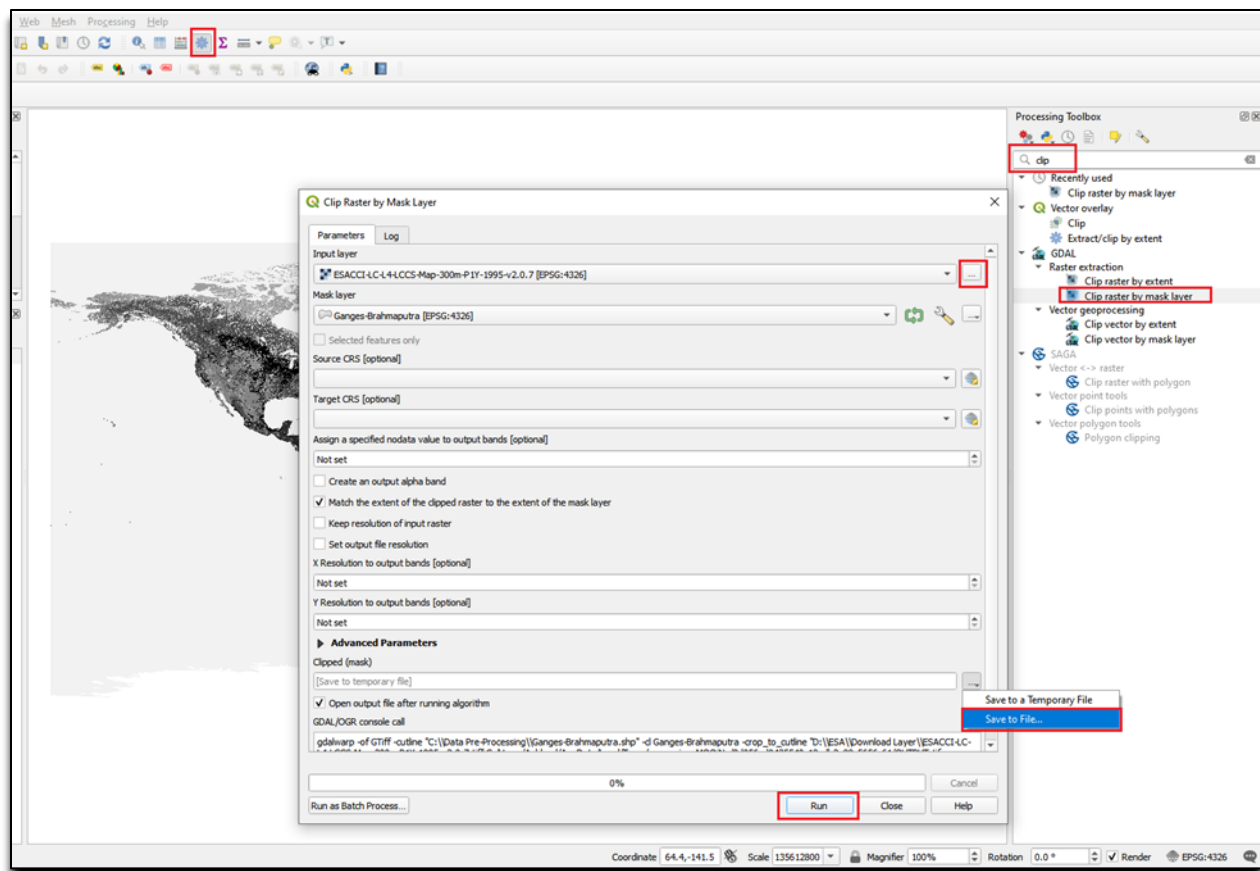 Web Mesh Processing Help
Processing Toolbox
clip
Recently used
Clip raster by mask layer
Vector overlay
Clip
Extract/clip by extent
GDAL
Raster extraction
Clip raster by extent
Clip raster by mask layer
Vector geoprocessing
Clip vector by extent
Clip vector by mask layer
SAGA
Vector <-> raster
Clip raster with polygon
Vector point tools
Clip points with polygons
Vector polygon tools
Polygon clipping
Clip Raster by Mask Layer
Parameters Log
Input layer
ESACCI-LC-L4-LCCS-Map-300m-P1Y-1995-v2.0.7 [EPSG:4326]
...
Mask layer
Ganges-Brahmaputra [EPSG:4326]
...
Selected features only
Source CRS [optional]
Target CRS [optional]
Assign a specified nodata value to output bands [optional]
Not set
Create an output alpha band
Match the extent of the clipped raster to the extent of the mask layer
Keep resolution of input raster
Set output file resolution
X Resolution to output bands [optional]
Not set
Y Resolution to output bands [optional]
Not set
Advanced Parameters
Clipped (mask)
[Save to temporary file]
...
Save to a Temporary File
Save to File...
Open output file after running algorithm
GDAL/OGR console call
gdalwarp -of GTiff -cutline "C:\\Data Pre-Processing\\Ganges-Brahmaputra.shp" -cl Ganges-Brahmaputra -crop_to_cutline "D:\\ESA\\Download Layer\\ESACCI-LC-
0%
Cancel
Run as Batch Process...
Run
Close
Help
Coordinate 64.4,-141.5 Scale 135612800 Magnifier 100% Rotation 0.0 ° Render EPSG:4326